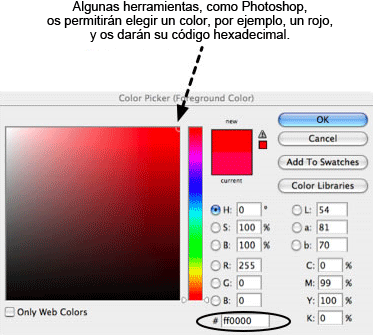 Algunas herramientas, como Photoshop,
os permitirán elegir un color, por ejemplo, un rojo,
y os darán su código hexadecimal.
Color Picker (Foreground Color)
new
current
OK
Cancel
Add To Swatches
Color Libraries
H: 0 °
S: 100 %
B: 100 %
R: 255
G: 0
B: 0
# ff0000
L: 54
a: 81
b: 70
C: 0 %
M: 99 %
Y: 100 %
K: 0 %
Only Web Colors